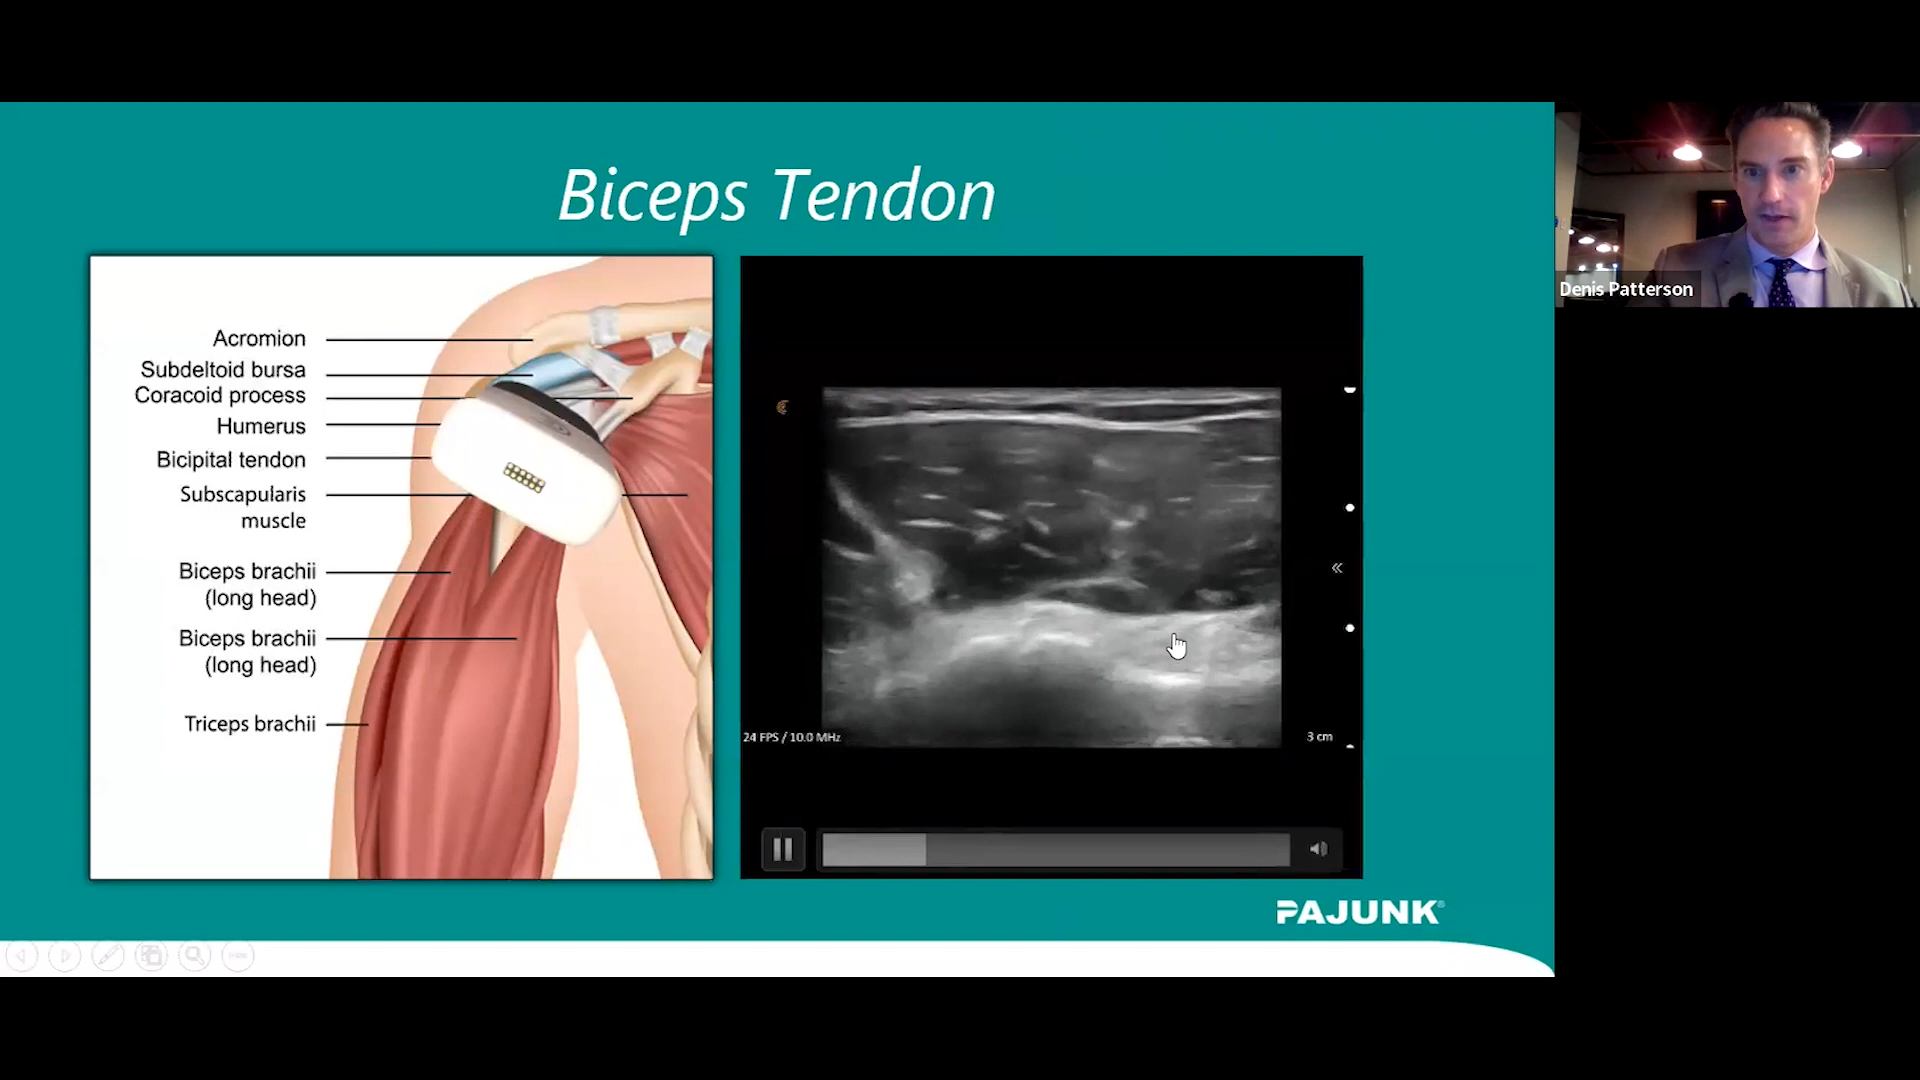 Biceps Tendon
Acromion
Subdeltoid bursa
Coracoid process
Humerus
Bicipital tendon
Subscapularis
muscle
Biceps brachii
(long head)
Biceps brachii
(long head)
Triceps brachii
24 FPS / 10.0 MHz
3 cm
PAJUNK®
Denis Patterson